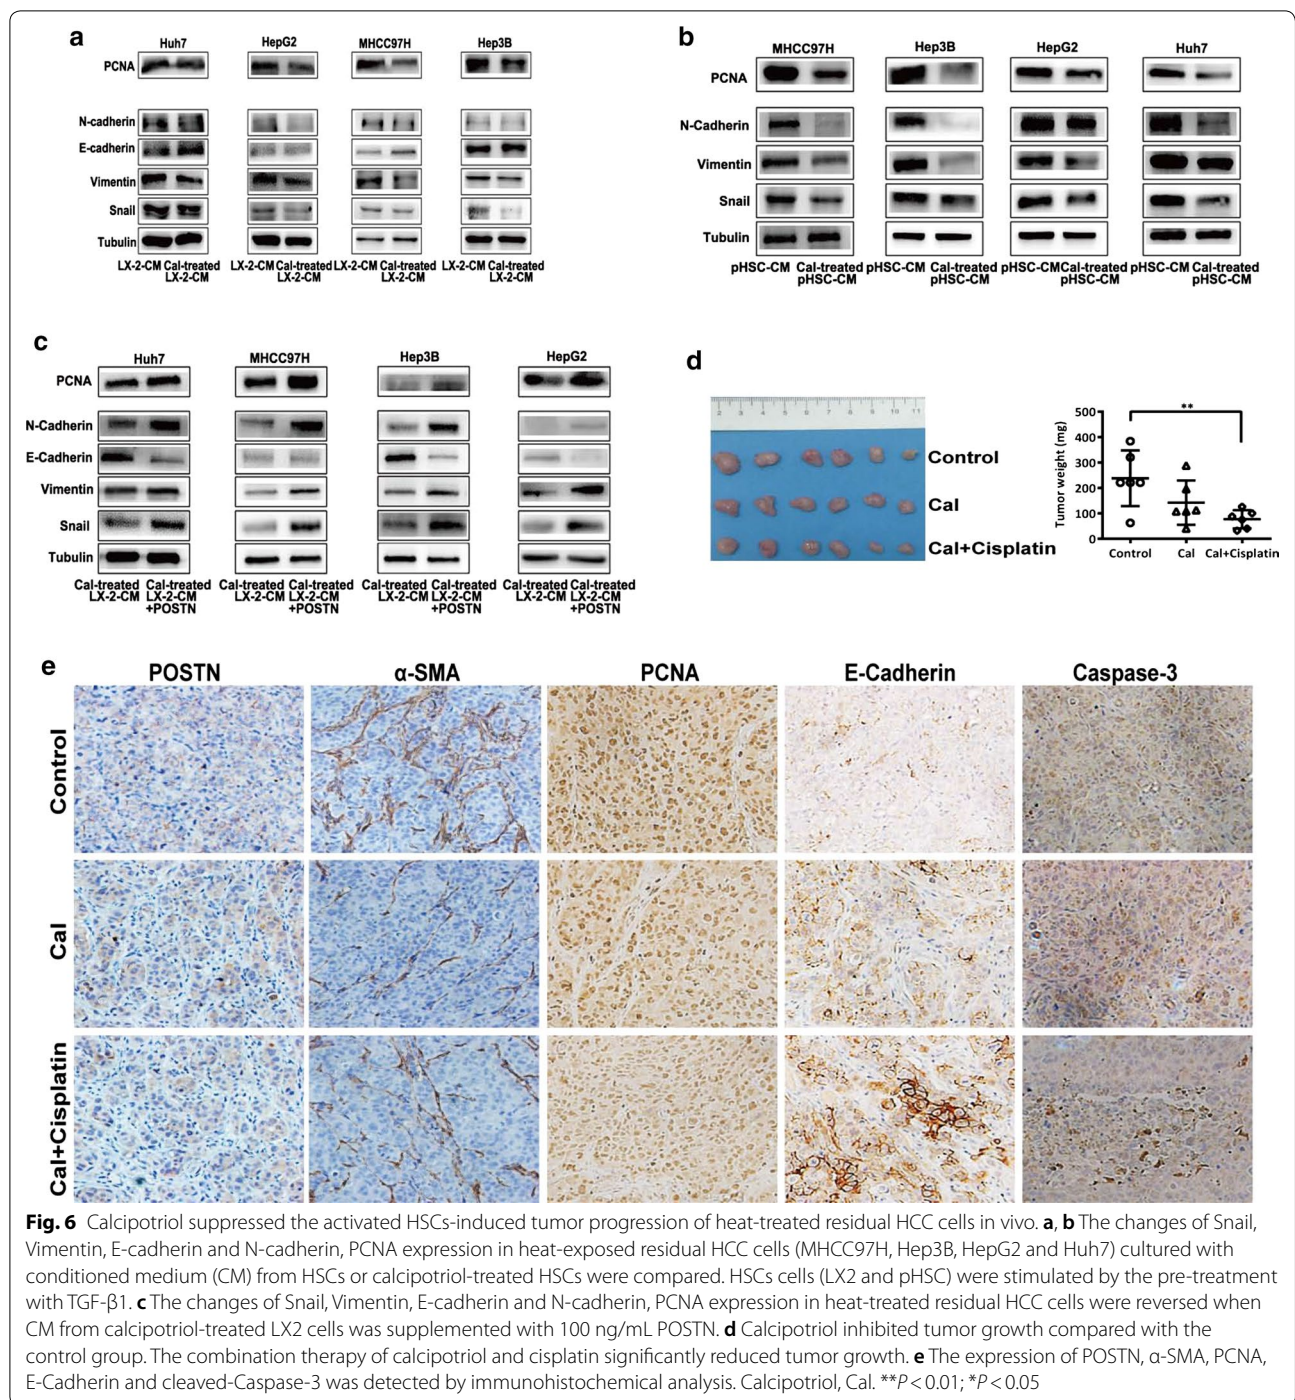 a
Huh7 HepG2 MHCC97H Hep3B
PCNA
N-cadherin
E-cadherin
Vimentin
Snail
Tubulin
LX-2-CM Cal-treated LX-2-CM Cal-treated LX-2-CM Cal-treated LX-2-CM Cal-treated
LX-2-CM LX-2-CM LX-2-CM LX-2-CM
b
MHCC97H Hep3B HepG2 Huh7
PCNA
N-Cadherin
Vimentin
Snail
Tubulin
pHSC-CM Cal-treated pHSC-CM Cal-treated pHSC-CM Cal-treated pHSC-CM Cal-treated
pHSC-CM pHSC-CM pHSC-CM pHSC-CM
c
Huh7 MHCC97H Hep3B HepG2
PCNA
N-Cadherin
E-Cadherin
Vimentin
Snail
Tubulin
Cal-treated Cal-treated Cal-treated Cal-treated Cal-treated Cal-treated Cal-treated Cal-treated
LX-2-CM LX-2-CM LX-2-CM LX-2-CM LX-2-CM LX-2-CM LX-2-CM LX-2-CM
+POSTN +POSTN +POSTN +POSTN
d
2 3 4 5 6 7 8 9 10 11
Control
Cal
Cal+Cisplatin
Tumor weight (mg)
500
400
300
200
100
0
**
Control Cal Cal+Cisplatin
e
POSTN α-SMA PCNA E-Cadherin Caspase-3
Control
Cal
Cal+Cisplatin
Fig. 6 Calcipotriol suppressed the activated HSCs-induced tumor progression of heat-treated residual HCC cells in vivo. a, b The changes of Snail,
Vimentin, E-cadherin and N-cadherin, PCNA expression in heat-exposed residual HCC cells (MHCC97H, Hep3B, HepG2 and Huh7) cultured with
conditioned medium (CM) from HSCs or calcipotriol-treated HSCs were compared. HSCs cells (LX2 and pHSC) were stimulated by the pre-treatment
with TGF-β1. c The changes of Snail, Vimentin, E-cadherin and N-cadherin, PCNA expression in heat-treated residual HCC cells were reversed when
CM from calcipotriol-treated LX2 cells was supplemented with 100 ng/mL POSTN. d Calcipotriol inhibited tumor growth compared with the
control group. The combination therapy of calcipotriol and cisplatin significantly reduced tumor growth. e The expression of POSTN, α-SMA, PCNA,
E-Cadherin and cleaved-Caspase-3 was detected by immunohistochemical analysis. Calcipotriol, Cal. **P < 0.01; *P < 0.05